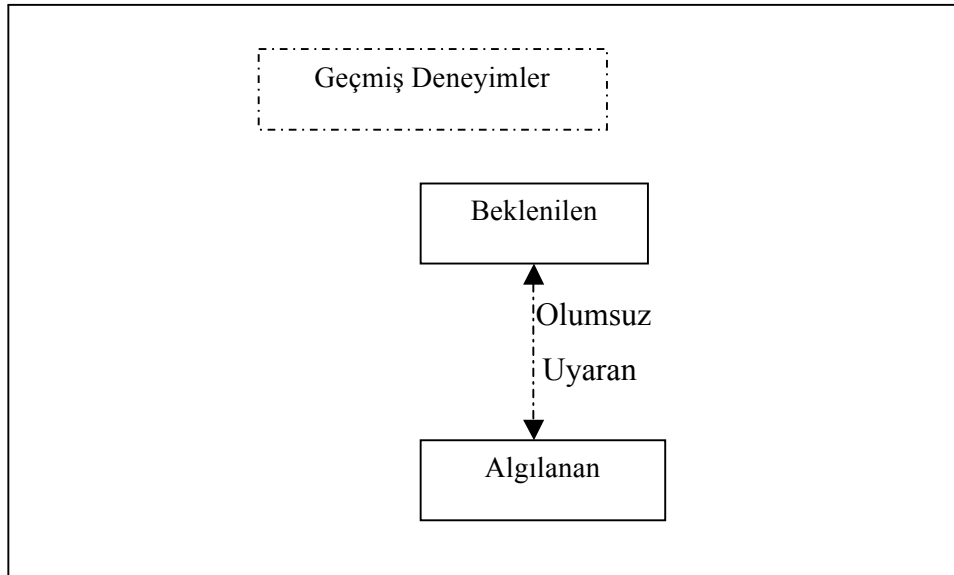 Geçmiş Deneyimler
Beklenilen
Olumsuz
Uyaran
Algılanan